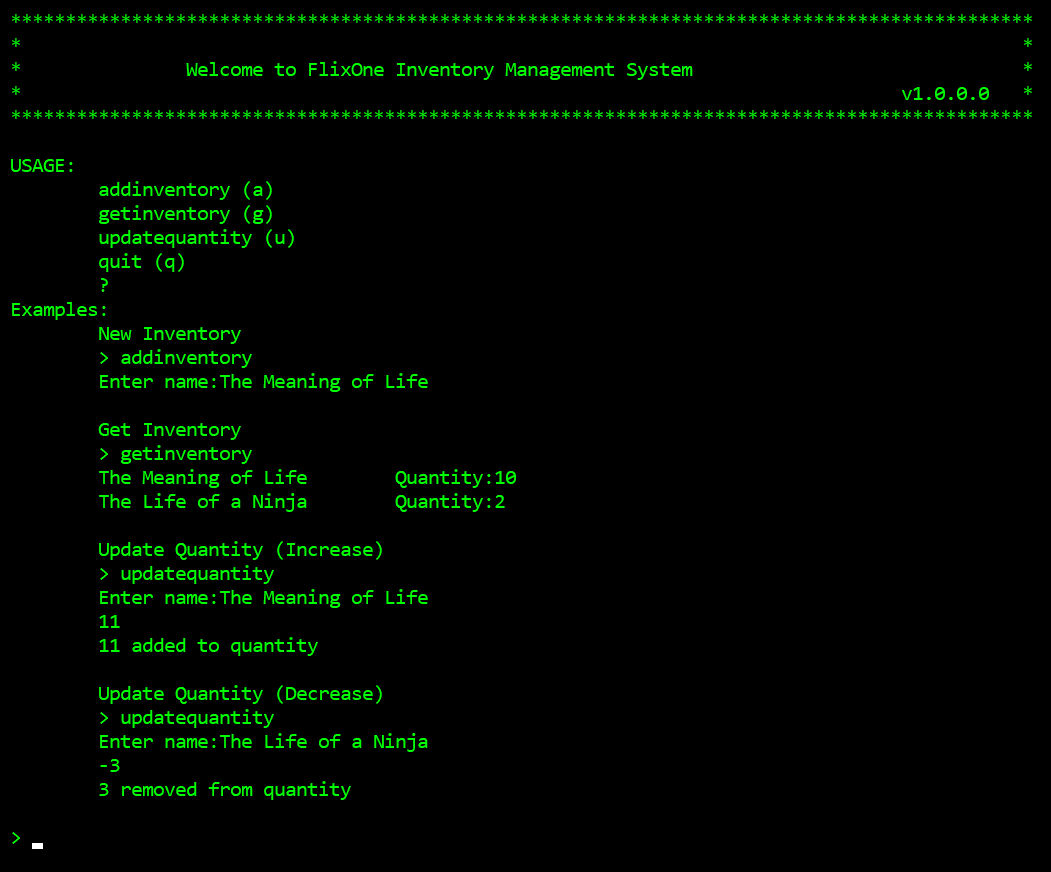 *********************************************************************************************
*                                                                                           *
*               Welcome to FlixOne Inventory Management System                              *
*                                                                                v1.0.0.0   *
*********************************************************************************************
USAGE:
addinventory (a)
getinventory (g)
updatequantity (u)
quit (q)
?
Examples:
New Inventory
> addinventory
Enter name:The Meaning of Life
Get Inventory
> getinventory
The Meaning of Life        Quantity:10
The Life of a Ninja        Quantity:2
Update Quantity (Increase)
> updatequantity
Enter name:The Meaning of Life
11
11 added to quantity
Update Quantity (Decrease)
> updatequantity
Enter name:The Life of a Ninja
-3
3 removed from quantity
>